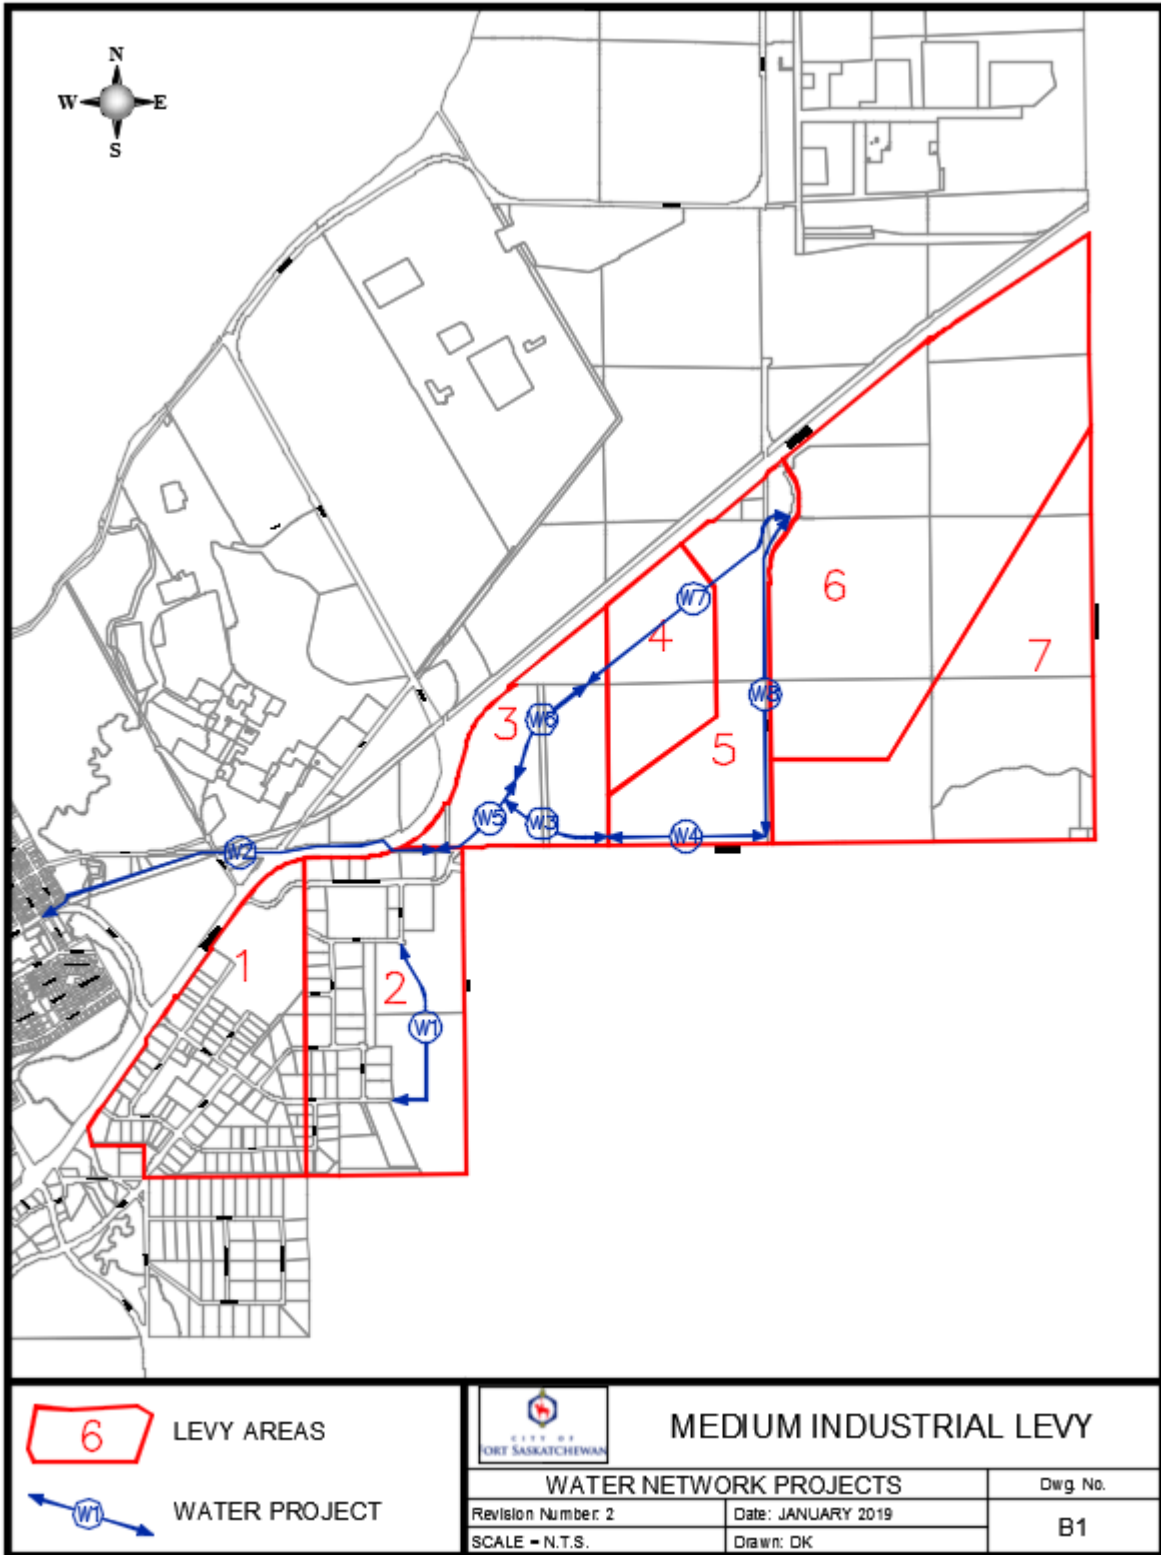 N
W E
S
6
W7
4
7
W8
W6
3
5
W5
W3
W4
W2
1
2
W1
6 LEVY AREAS
W1 WATER PROJECT
CITY OF
FORT SASKATCHEWAN
MEDIUM INDUSTRIAL LEVY
WATER NETWORK PROJECTS
Dwg. No.
Revision Number: 2
Date: JANUARY 2019
B1
SCALE = N.T.S.
Drawn: DK